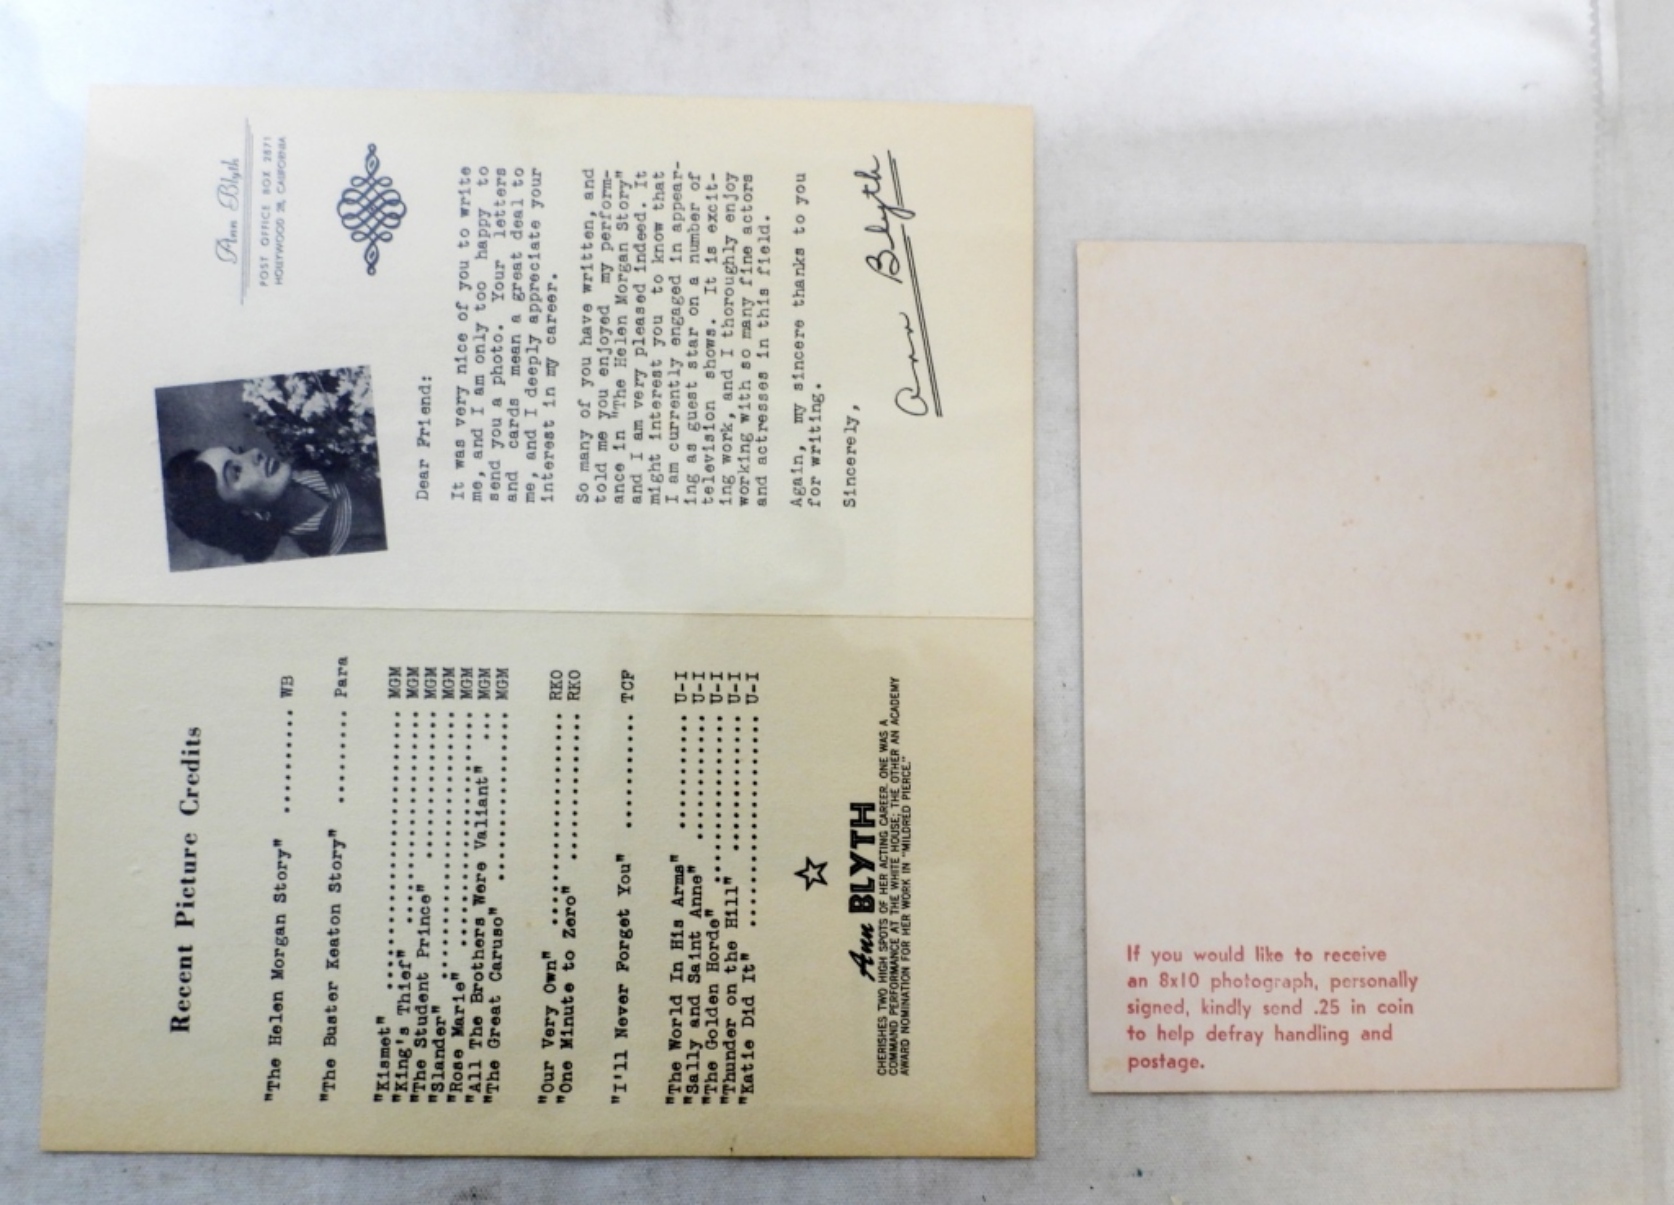 Recent Picture Credits
"The Helen Morgan Story" .......... WB
"The Buster Keaton Story" ......... Para
"Kismet" .......................... MGM
"King's Thief" .................... MGM
"The Student Prince" .............. MGM
"Slander" ......................... MGM
"Rose Marie" ...................... MGM
"All The Brothers Were Valiant" ... MGM
"The Great Caruso" ................ MGM
"Our Very Own" .................... RKO
"One Minute to Zero" .............. RKO
"I'll Never Forget You" ........... TCF
"The World In His Arms" ........... U-I
"Sally and Saint Anne" ............ U-I
"The Golden Horde" ................ U-I
"Thunder on the Hill" ............. U-I
"Katie Did It" .................... U-I
Ann BLYTH
CHERISHES TWO HIGH SPOTS OF HER ACTING CAREER. ONE WAS A
COMMAND PERFORMANCE AT THE WHITE HOUSE; THE OTHER AN ACADEMY
AWARD NOMINATION FOR HER WORK IN "MILDRED PIERCE."
Ann Blyth
POST OFFICE BOX 2871
HOLLYWOOD 28, CALIFORNIA
Dear Friend:
It was very nice of you to write
me, and I am only too happy to
send you a photo. Your letters
and cards mean a great deal to
me, and I deeply appreciate your
interest in my career.
So many of you have written, and
told me you enjoyed my perform-
ance in "The Helen Morgan Story"
and I am very pleased indeed. It
might interest you to know that
I am currently engaged in appear-
ing as guest star on a number of
television shows. It is excit-
ing work, and I thoroughly enjoy
working with so many fine actors
and actresses in this field.
Again, my sincere thanks to you
for writing.
Sincerely,
Ann Blyth
If you would like to receive
an 8x10 photograph, personally
signed, kindly send .25 in coin
to help defray handling and
postage.